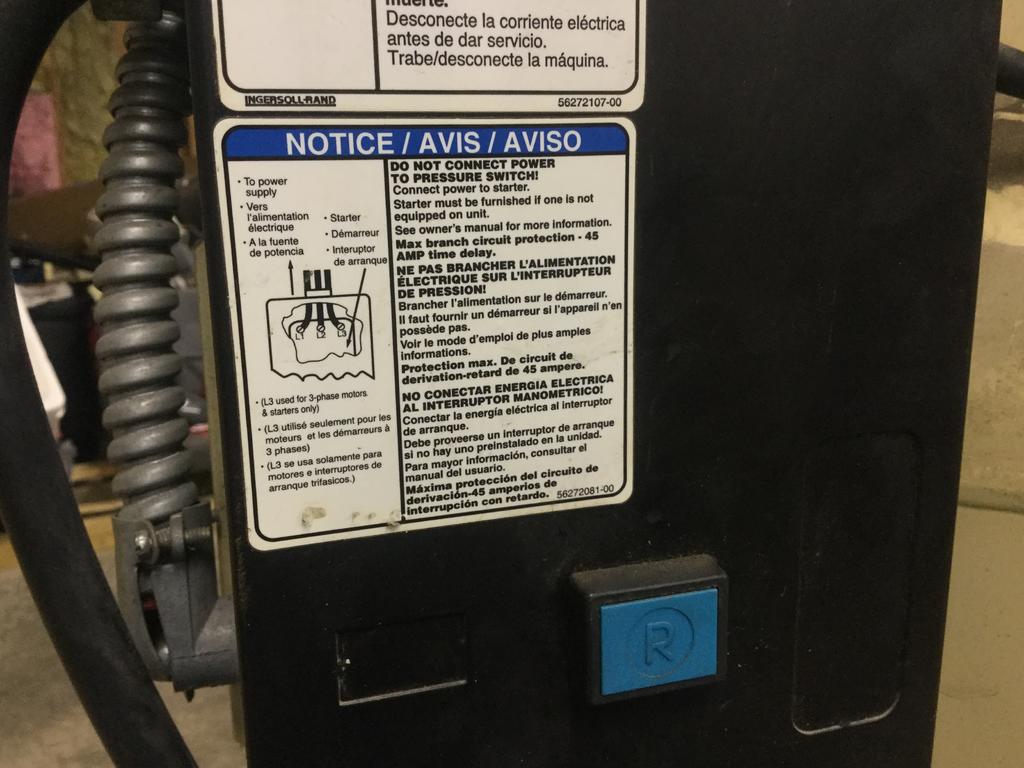 muerte.
Desconecte la corriente eléctrica
antes de dar servicio.
Trabe/desconecte la máquina.
INGERSOLL-RAND
56272107-00
NOTICE / AVIS / AVISO
• To power
supply
• Vers
l'alimentation
électrique
• A la fuente
de potencia
• Starter
• Démarreur
• Interuptor
de arranque
L1 L2 L3
• (L3 used for 3-phase motors
& starters only)
• (L3 utilisé seulement pour les
moteurs et les démarreurs à
3 phases)
• (L3 se usa solamente para
motores e interruptores de
arranque trifasicos.)
DO NOT CONNECT POWER
TO PRESSURE SWITCH!
Connect power to starter.
Starter must be furnished if one is not
equipped on unit.
See owner's manual for more information.
Max branch circuit protection - 45
AMP time delay.
NE PAS BRANCHER L'ALIMENTATION
ÉLECTRIQUE SUR L'INTERRUPTEUR
DE PRESSION!
Brancher l'alimentation sur le démarreur.
Il faut fournir un démarreur si l'appareil n'en
possède pas.
Voir le mode d'emploi de plus amples
informations.
Protection max. De circuit de
derivation-retard de 45 ampere.
NO CONECTAR ENERGIA ELECTRICA
AL INTERRUPTOR MANOMETRICO!
Conectar la energía eléctrica al interruptor
de arranque.
Debe proveerse un interruptor de arranque
si no hay uno preinstalado en la unidad.
Para mayor información, consultar el
manual del usuario.
Máxima protección del circuito de
derivación-45 amperios de
interrupción con retardo.
56272081-00
R